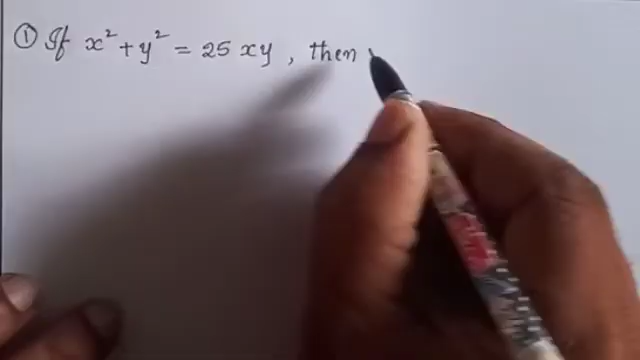 ① If x² + y² = 25 xy, then